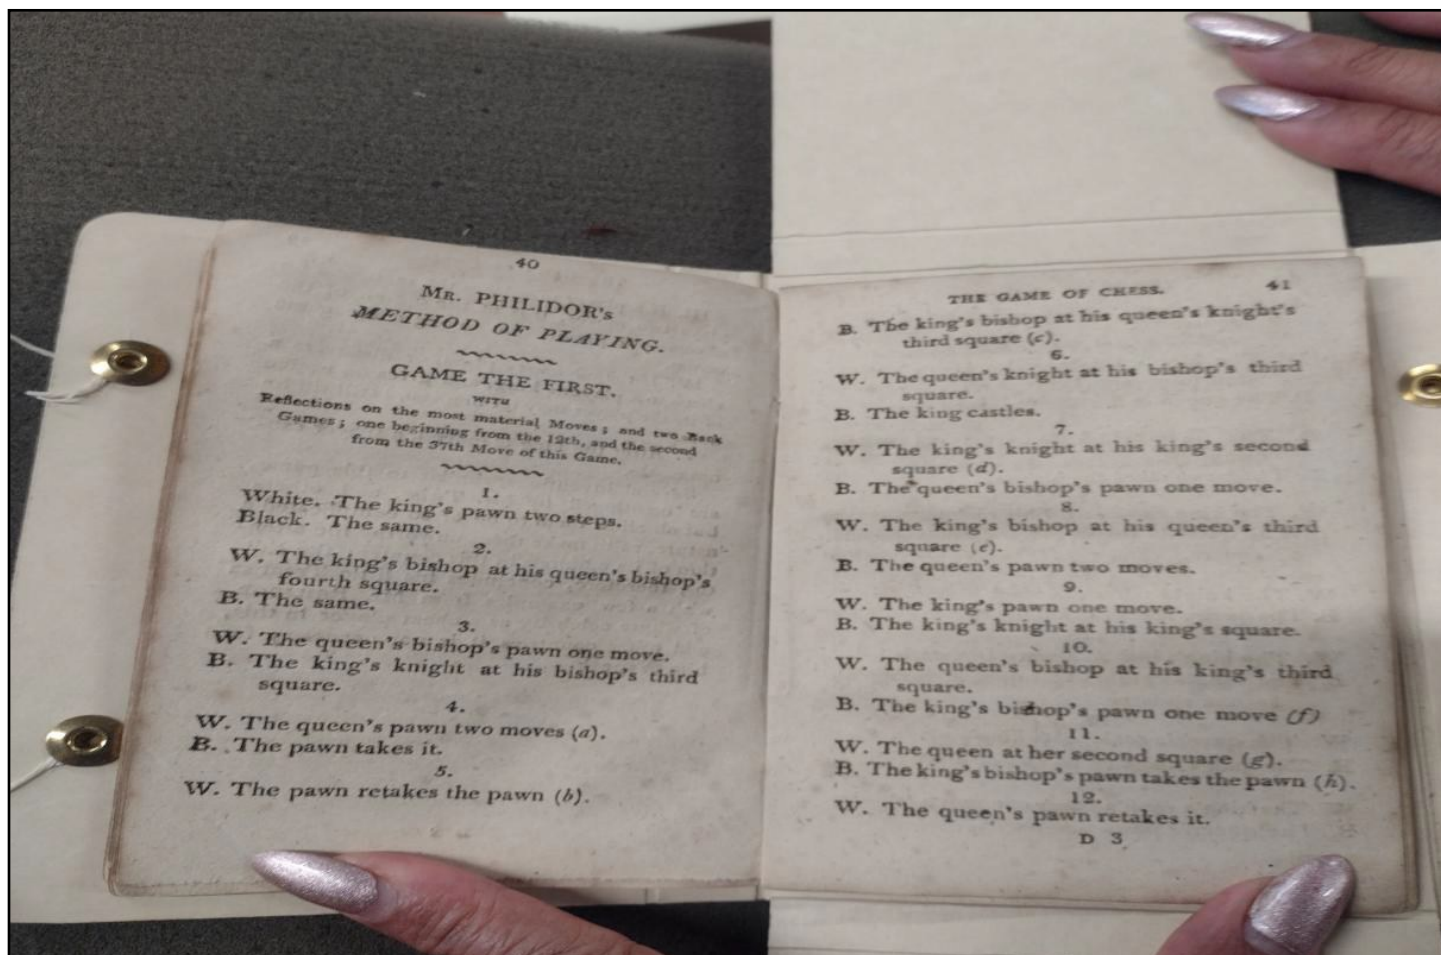 40
MR. PHILIDOR's
METHOD OF PLAYING.
GAME THE FIRST.
WITH
Reflections on the most material Moves; and two Back
Games; one beginning from the 12th, and the second
from the 37th Move of this Game.
1.
White. The king's pawn two steps.
Black. The same.
2.
W. The king's bishop at his queen's bishop's
fourth square.
B. The same.
3.
W. The queen's bishop's pawn one move.
B. The king's knight at his bishop's third
square.
4.
W. The queen's pawn two moves (a).
B. The pawn takes it.
5.
W. The pawn retakes the pawn (b).
THE GAME OF CHESS. 41
B. The king's bishop at his queen's knight's
third square (c).
6.
W. The queen's knight at his bishop's third
square.
B. The king castles.
7.
W. The king's knight at his king's second
square (d).
B. The queen's bishop's pawn one move.
8.
W. The king's bishop at his queen's third
square (e).
B. The queen's pawn two moves.
9.
W. The king's pawn one move.
B. The king's knight at his king's square.
10.
W. The queen's bishop at his king's third
square.
B. The king's bishop's pawn one move (f)
11.
W. The queen at her second square (g).
B. The king's bishop's pawn takes the pawn (h).
12.
W. The queen's pawn retakes it.
D 3